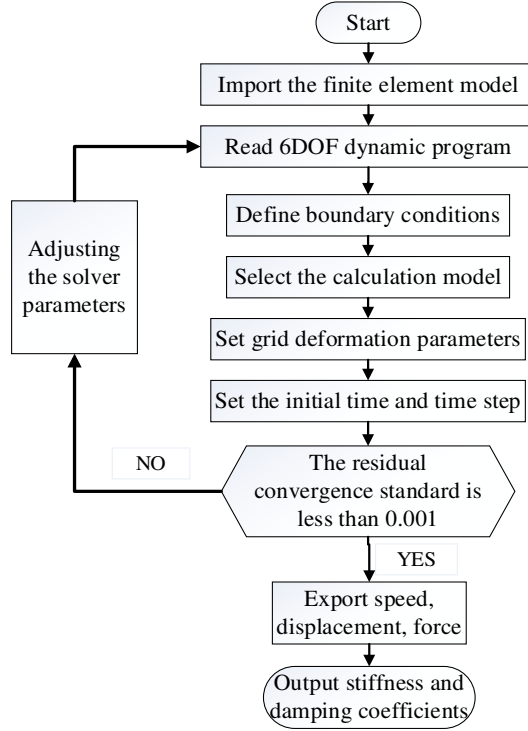 Start
Import the finite element model
Read 6DOF dynamic program
Define boundary conditions
Adjusting
the solver
parameters
Select the calculation model
Set grid deformation parameters
Set the initial time and time step
NO
The residual
convergence standard is
less than 0.001
YES
Export speed,
displacement, force
Output stiffness and
damping coefficients